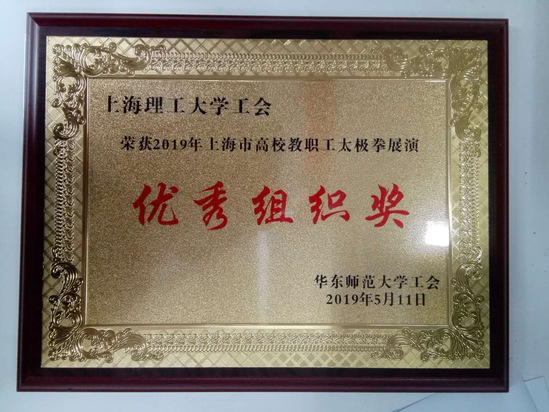 上海理工大学工会
荣获2019年上海市高校教职工太极拳展演
优秀组织奖
华东师范大学工会
2019年5月11日